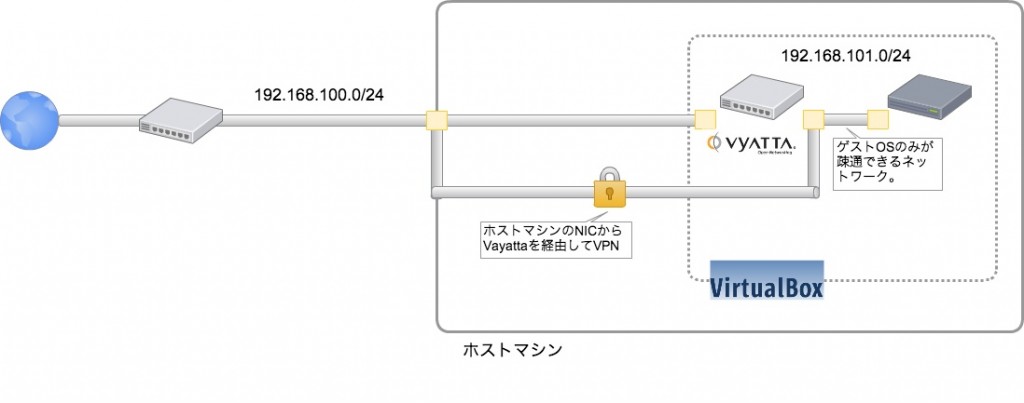 192.168.100.0/24
192.168.101.0/24
VYATTA.
Open Networking
ゲストOSのみが
疎通できるネッ
トワーク。
ホストマシンのNICから
Vayattaを経由してVPN
VirtualBox
ホストマシン